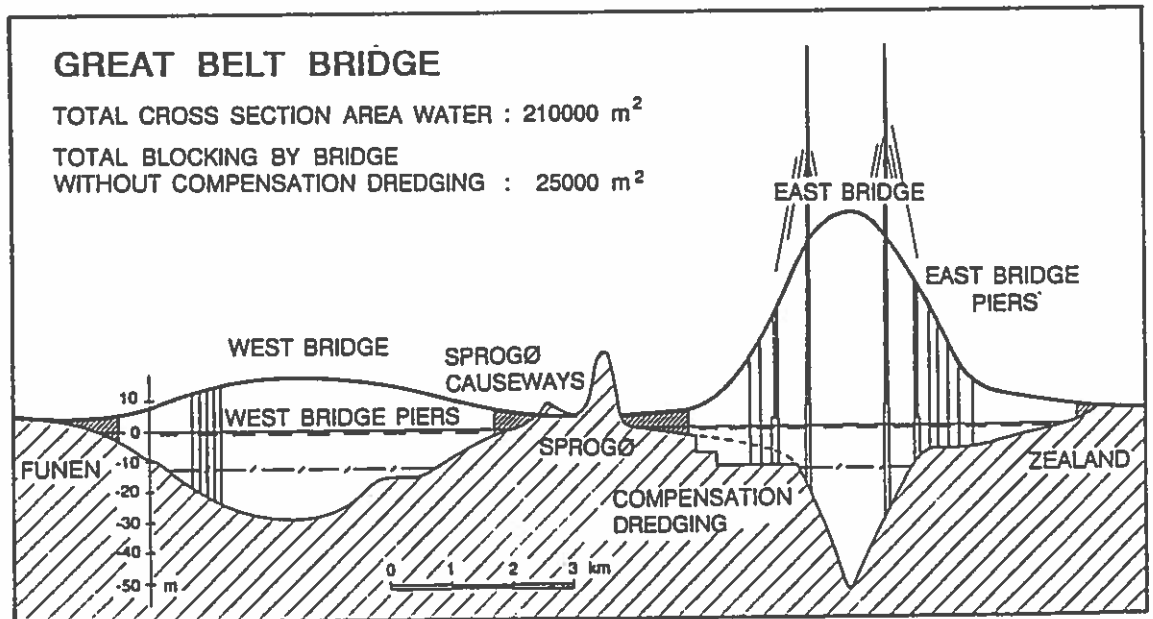 GREAT BELT BRIDGE
TOTAL CROSS SECTION AREA WATER : 210000 m²
TOTAL BLOCKING BY BRIDGE
WITHOUT COMPENSATION DREDGING : 25000 m²
EAST BRIDGE
EAST BRIDGE
PIERS
WEST BRIDGE
SPROGØ
CAUSEWAYS
WEST BRIDGE PIERS
10
0
-10
-20
-30
-40
-50 m
FUNEN
SPROGØ
ZEALAND
COMPENSATION
DREDGING
0 1 2 3 km